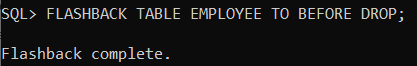 SQL> FLASHBACK TABLE EMPLOYEE TO BEFORE DROP;
Flashback complete.